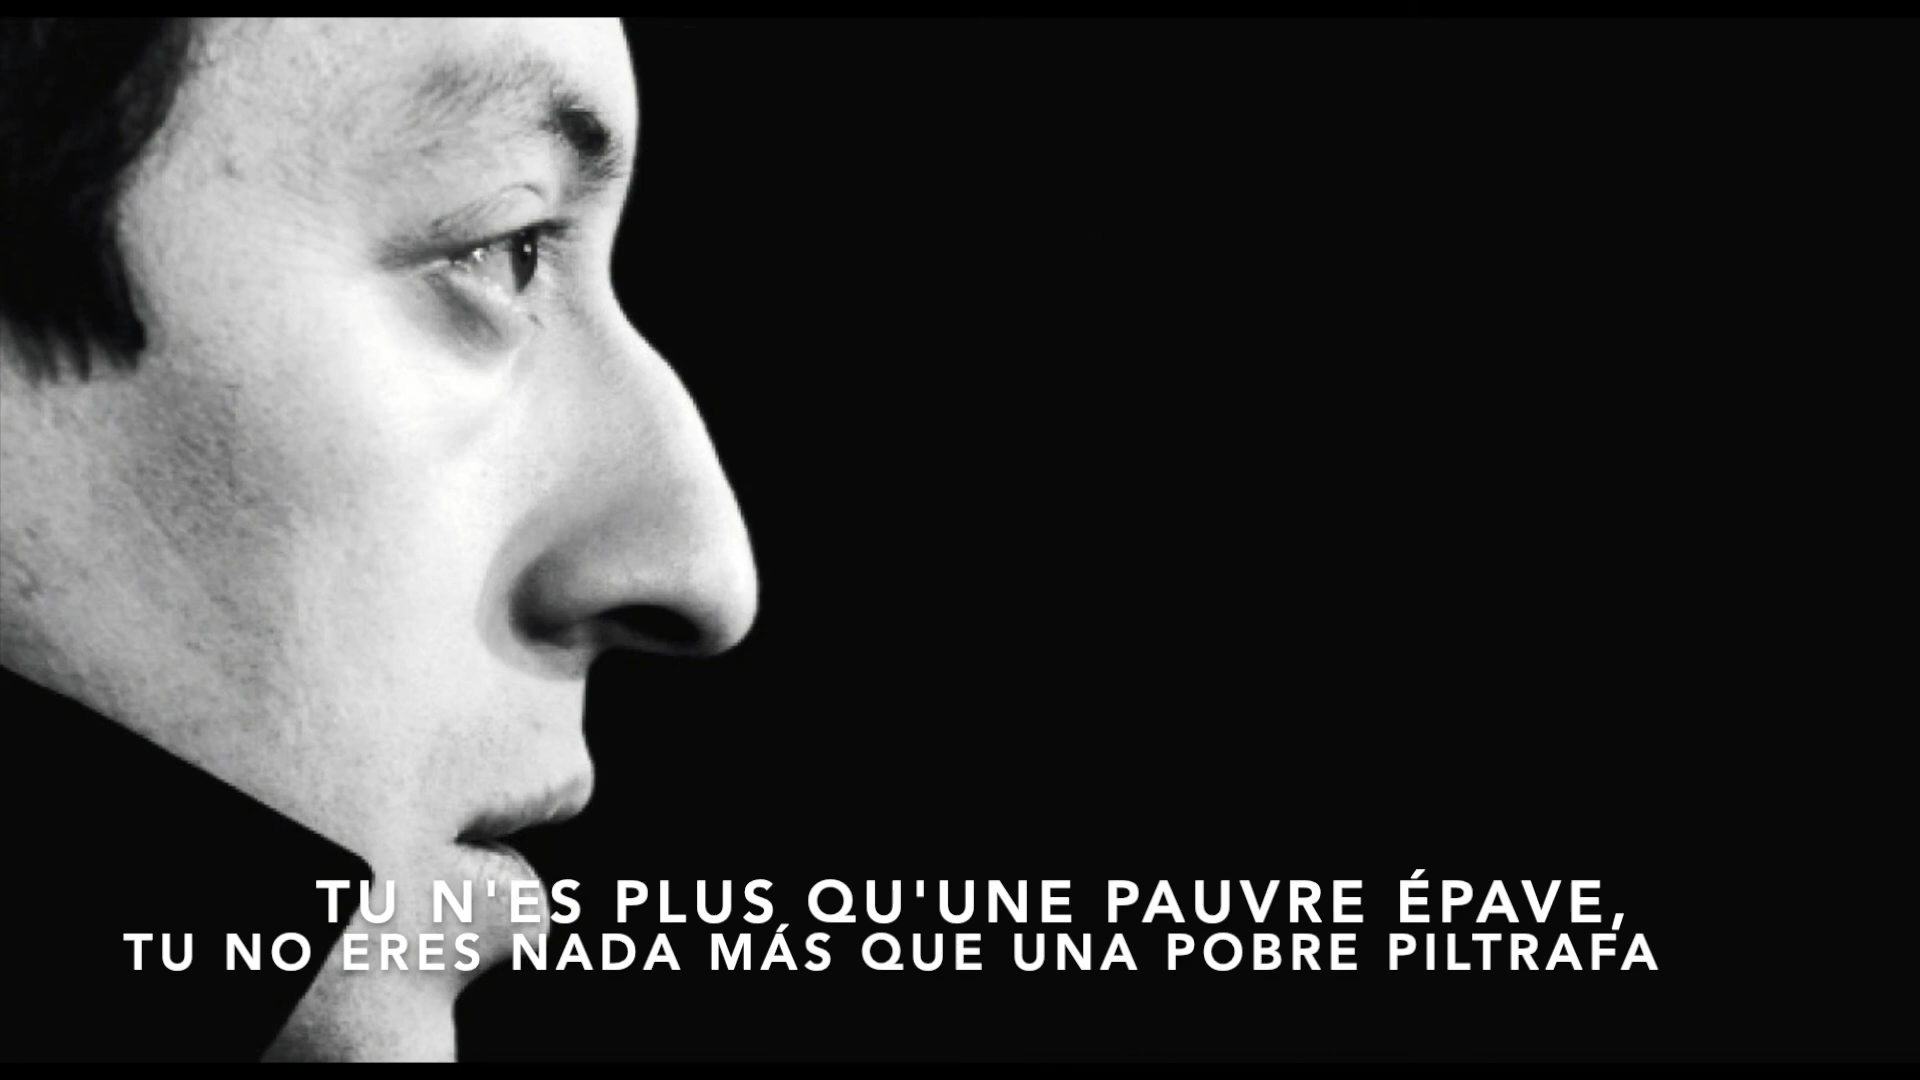 TU N'ES PLUS QU'UNE PAUVRE ÉPAVE,
TU NO ERES NADA MÁS QUE UNA POBRE PILTRAFA